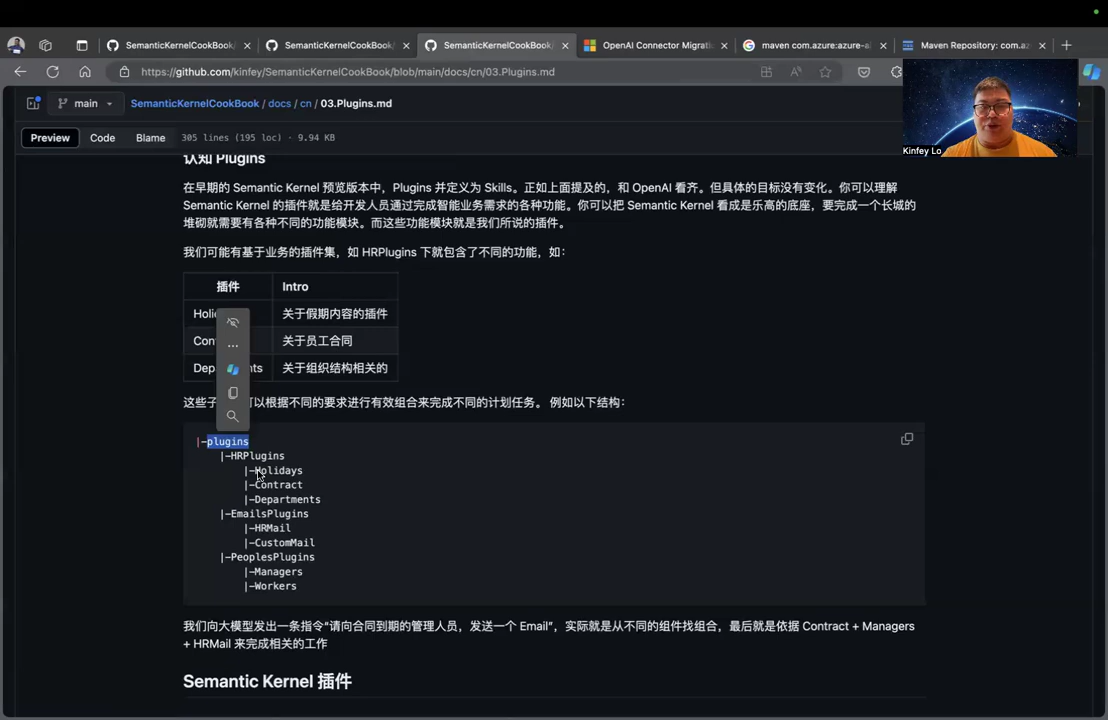 SemanticKernelCookBook/
SemanticKernelCookBook/
SemanticKernelCookBook/
OpenAI Connector Migrati
maven com.azure:azure-a
Maven Repository: com.az
https://github.com/kinfey/SemanticKernelCookBook/blob/main/docs/cn/03.Plugins.md
main
SemanticKernelCookBook / docs / cn / 03.Plugins.md
Preview
Code
Blame
305 lines (195 loc) · 9.94 KB
Kinfey Lo
认知 Plugins
在早期的 Semantic Kernel 预览版本中，Plugins 并定义为 Skills。正如上面提及的，和 OpenAI 看齐。但具体的目标没有变化。你可以理解
Semantic Kernel 的插件就是给开发人员通过完成智能业务需求的各种功能。你可以把 Semantic Kernel 看成是乐高的底座，要完成一个长城的
堆砌就需要有各种不同的功能模块。而这些功能模块就是我们所说的插件。
我们可能有基于业务的插件集，如 HRPlugins 下就包含了不同的功能，如：
插件 Intro
Holi 关于假期内容的插件
Con 关于员工合同
Dep nts 关于组织结构相关的
这些子 以根据不同的要求进行有效组合来完成不同的计划任务。 例如以下结构：
|-plugins
|-HRPlugins
|-Holidays
|-Contract
|-Departments
|-EmailsPlugins
|-HRMail
|-CustomMail
|-PeoplesPlugins
|-Managers
|-Workers
我们向大模型发出一条指令“请向合同到期的管理人员，发送一个 Email”，实际就是从不同的组件找组合，最后就是依据 Contract + Managers
+ HRMail 来完成相关的工作
Semantic Kernel 插件